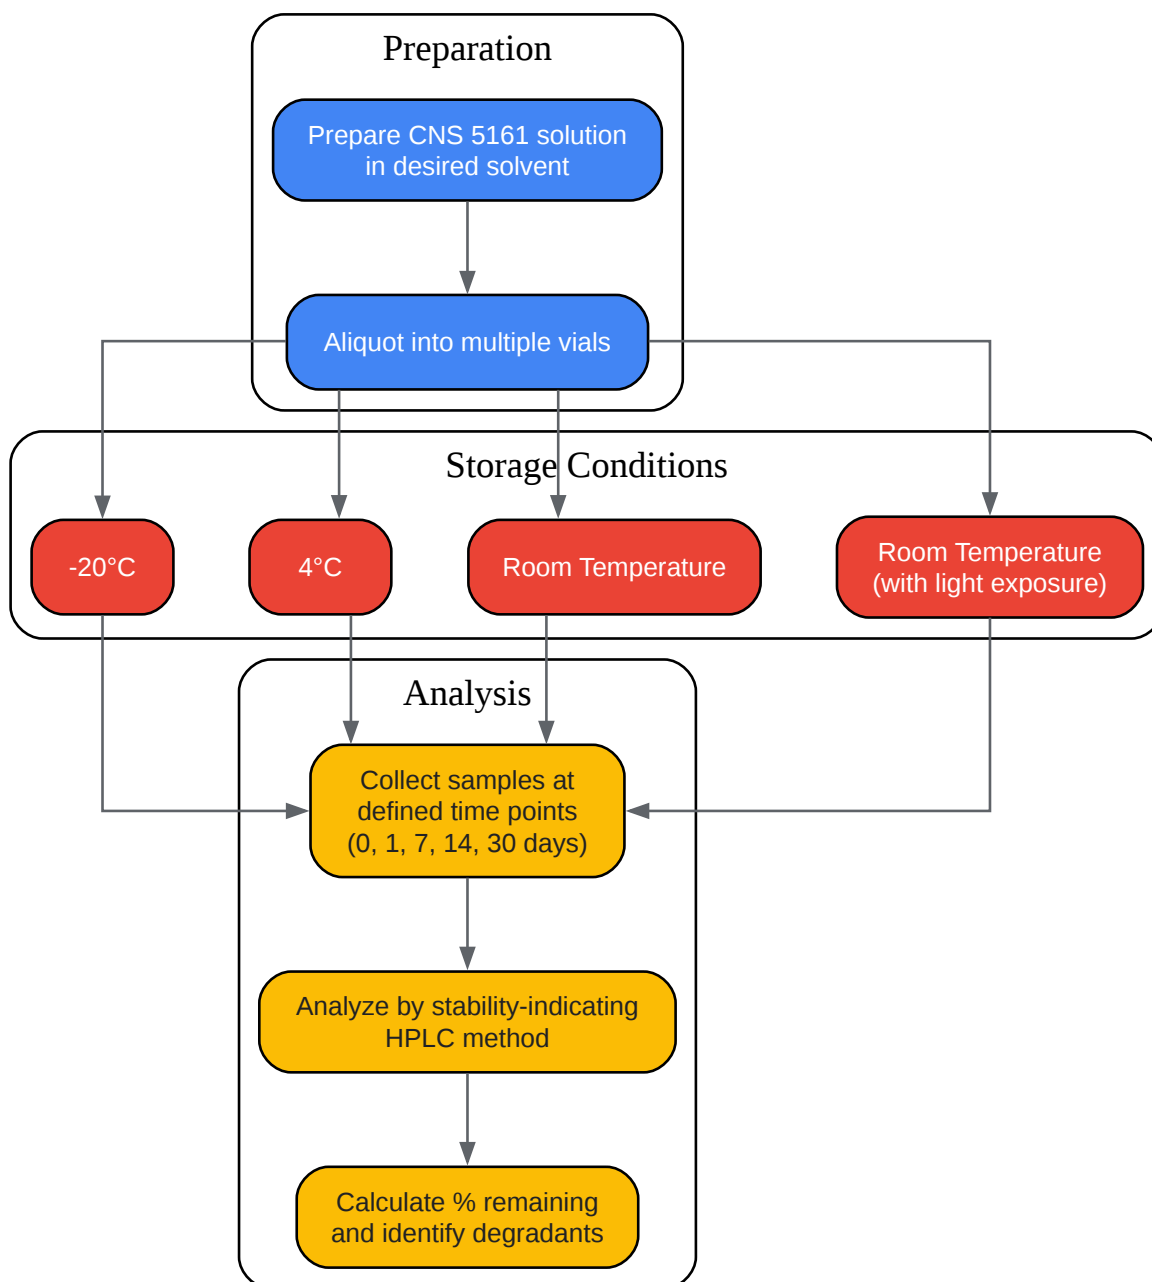 Preparation
Prepare CNS 5161 solution
in desired solvent
Aliquot into multiple vials
Storage Conditions
-20°C
4°C
Room Temperature
Room Temperature
(with light exposure)
Analysis
Collect samples at
defined time points
(0, 1, 7, 14, 30 days)
Analyze by stability-indicating
HPLC method
Calculate % remaining
and identify degradants